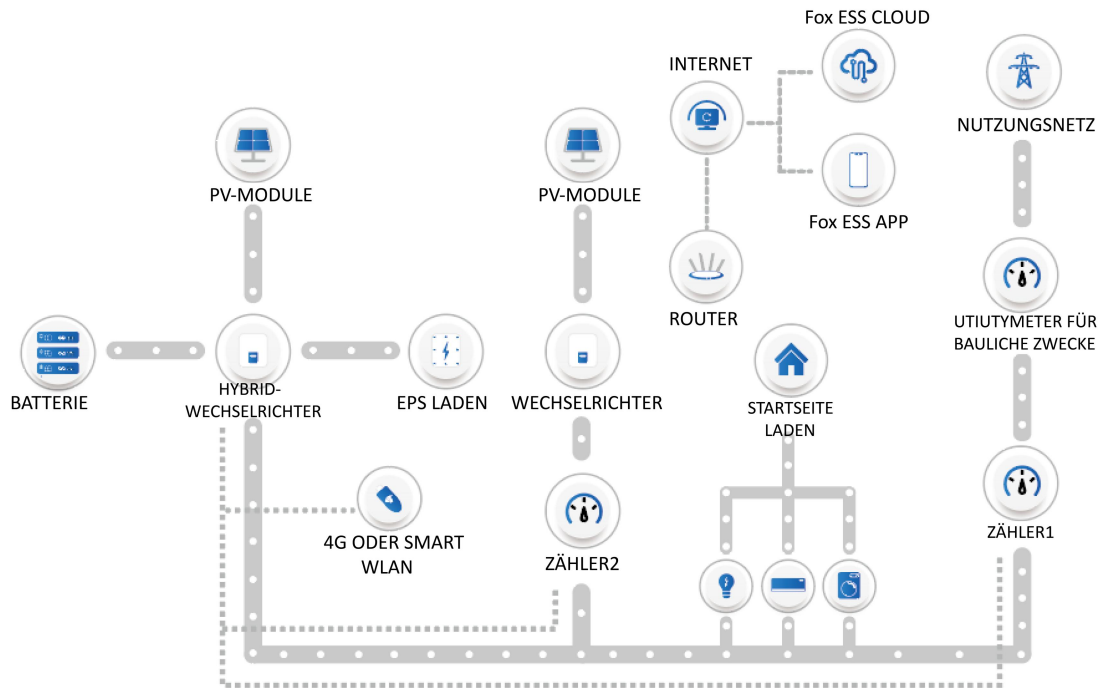 Fox ESS CLOUD
INTERNET
NUTZUNGSNETZ
PV-MODULE
PV-MODULE
Fox ESS APP
ROUTER
UTIUTYMETER FÜR
BAULICHE ZWECKE
BATTERIE
HYBRID-
WECHSELRICHTER
EPS LADEN
WECHSELRICHTER
STARTSEITE
LADEN
4G ODER SMART
WLAN
ZÄHLER2
ZÄHLER1